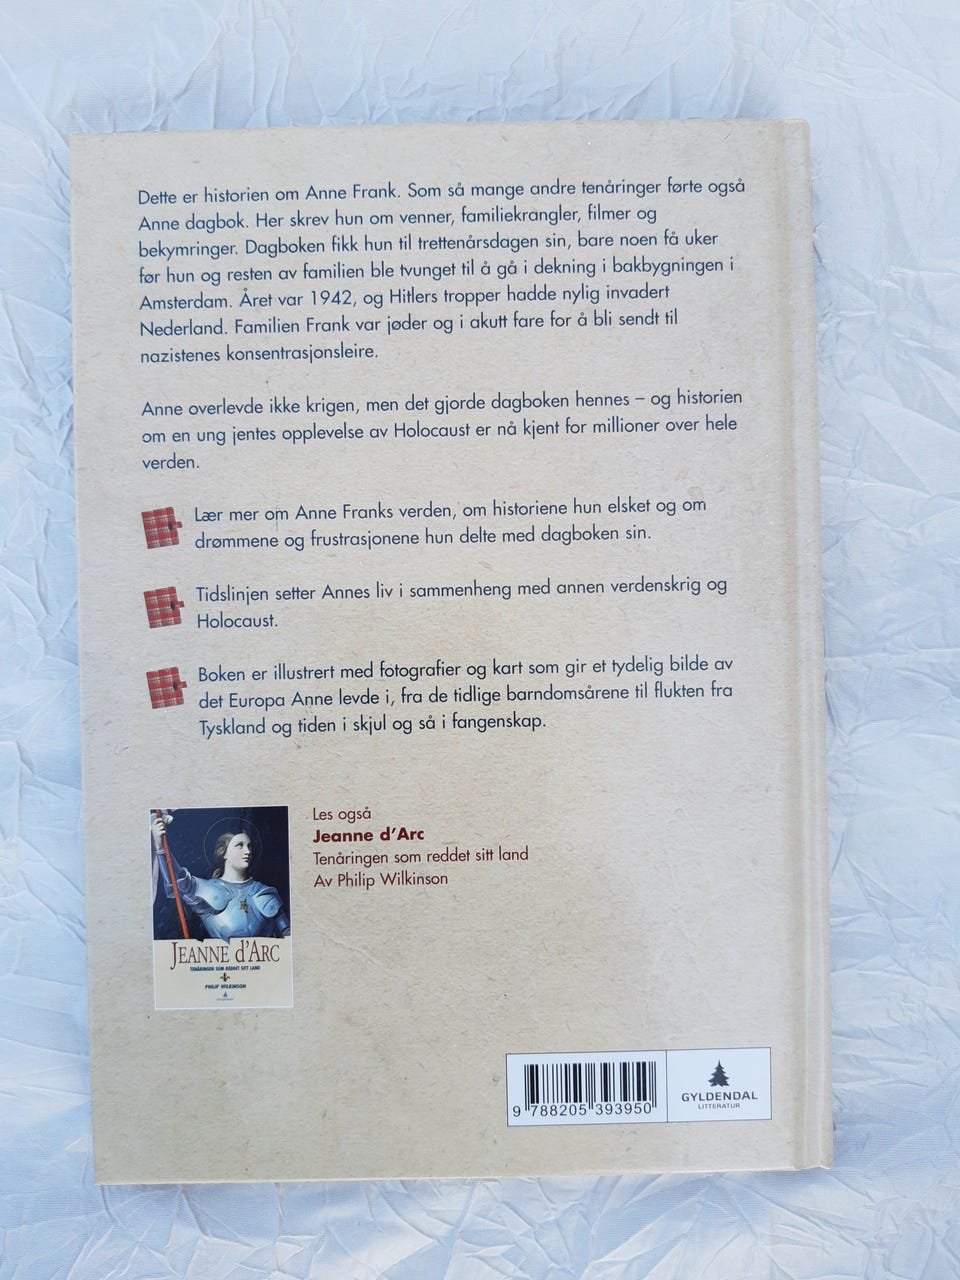 Dette er historien om Anne Frank. Som så mange andre tenåringer førte også
Anne dagbok. Her skrev hun om venner, familiekrangler, filmer og
bekymringer. Dagboken fikk hun til trettenårsdagen sin, bare noen få uker
før hun og resten av familien ble tvunget til å gå i dekning i bakbygningen i
Amsterdam. Året var 1942, og Hitlers tropper hadde nylig invadert
Nederland. Familien Frank var jøder og i akutt fare for å bli sendt til
nazistenes konsentrasjonsleire.
Anne overlevde ikke krigen, men det gjorde dagboken hennes – og historien
om en ung jentes opplevelse av Holocaust er nå kjent for millioner over hele
verden.
Lær mer om Anne Franks verden, om historiene hun elsket og om
drømmene og frustrasjonene hun delte med dagboken sin.
Tidslinjen setter Annes liv i sammenheng med annen verdenskrig og
Holocaust.
Boken er illustrert med fotografier og kart som gir et tydelig bilde av
det Europa Anne levde i, fra de tidlige barndomsårene til flukten fra
Tyskland og tiden i skjul og så i fangenskap.
Les også
Jeanne d'Arc
Tenåringen som reddet sitt land
Av Philip Wilkinson
JEANNE d'ARC
TENÅRINGEN SOM REDDET SITT LAND
PHILIP WILKINSON
GYLDENDAL
9 788205 393950
GYLDENDAL
LITTERATUR